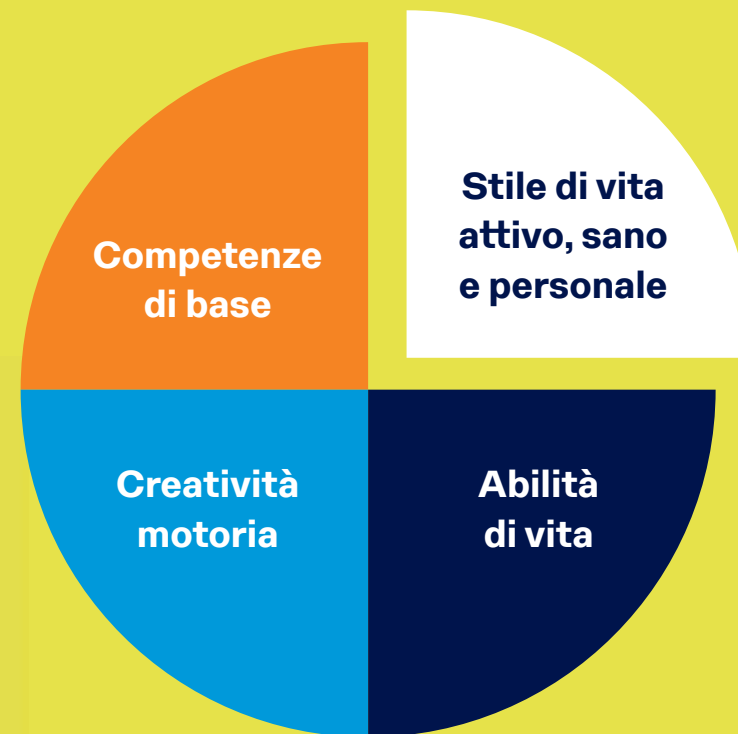 Stile di vita
attivo, sano
e personale
Competenze
di base
Creatività
motoria
Abilità
di vita